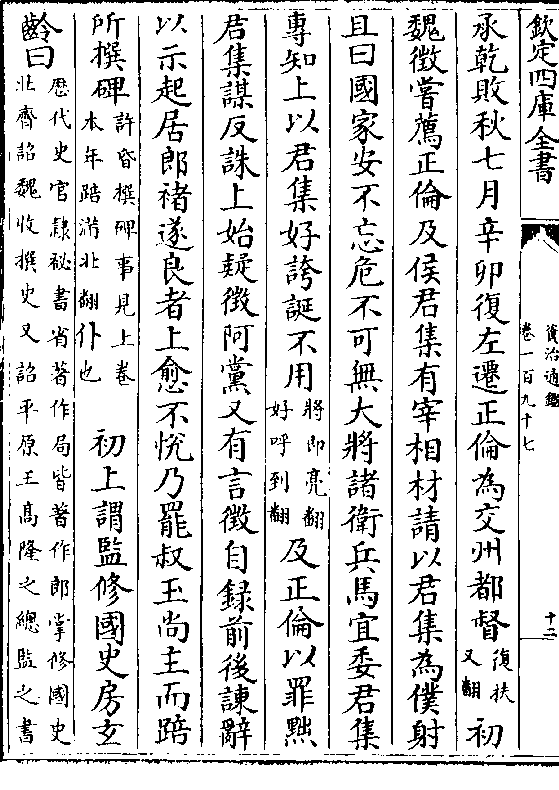 欽定四庫全書
資治通鑑
卷一百九十七
十二
承乾敗秋七月辛卯復左遷正倫為交州都督復扶又翻初
魏徵嘗薦正倫及侯君集有宰相材請以君集為僕射
且曰國家安不忘危不可無大將諸衛兵馬宜委君集
專知上以君集好誇誕不用將即亮翻好呼到翻及正倫以罪黜
君集謀反誅上始疑徵阿黨又有言徵自録前後諫辭
以示起居郎褚遂良者上愈不悅乃罷叔玉尚主而踣
所撰碑許敬撰碑事見上卷本年踣蒲北翻仆也初上謂監修國史房玄
齡曰歷代史官隸秘書省著作局皆著作郎掌修國史北齊詔魏收撰史又詔平原王高隆之總監之書